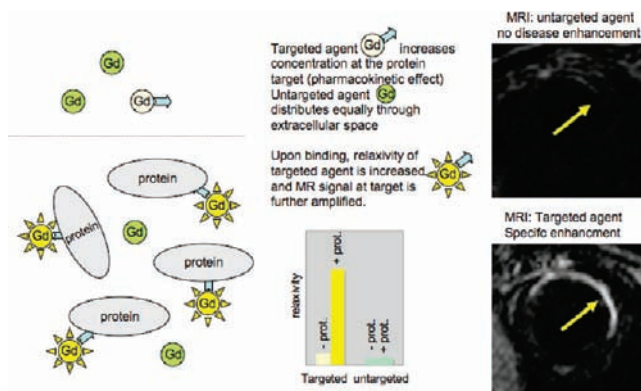 Gd
Gd
Gd
Gd
protein
Gd
Gd
protein
Gd
protein
Gd
protein
Gd
Gd
Targeted agent Gd increases
concentration at the protein
target (pharmacokinetic effect)
Untargeted agent Gd
distributes equally through
extracellular space
Upon binding, relaxivity of
targeted agent is increased Gd
and MR signal at target is
further amplified.
relaxivity
- prot.
+ prot.
- prot.
+ prot.
Targeted untargeted
MRI: untargeted agent
no disease enhancement
MRI: Targeted agent
Specifc enhancment